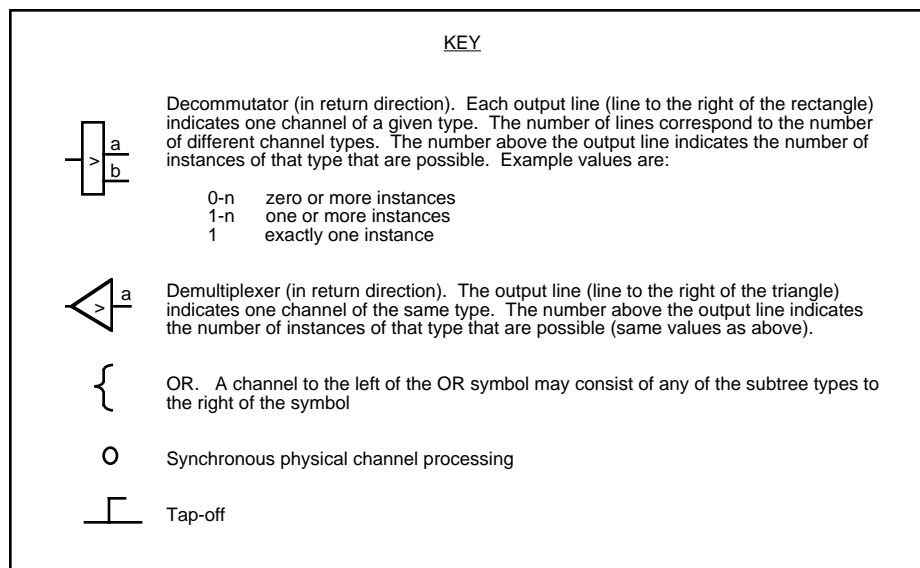 KEY
Decommutator (in return direction). Each output line (line to the right of the rectangle)
indicates one channel of a given type. The number of lines correspond to the number
of different channel types. The number above the output line indicates the number of
instances of that type that are possible. Example values are:
a
>
b
0-n zero or more instances
1-n one or more instances
1 exactly one instance
a
>
Demultiplexer (in return direction). The output line (line to the right of the triangle)
indicates one channel of the same type. The number above the output line indicates
the number of instances of that type that are possible (same values as above).
{
OR. A channel to the left of the OR symbol may consist of any of the subtree types to
the right of the symbol
Synchronous physical channel processing
Tap-off